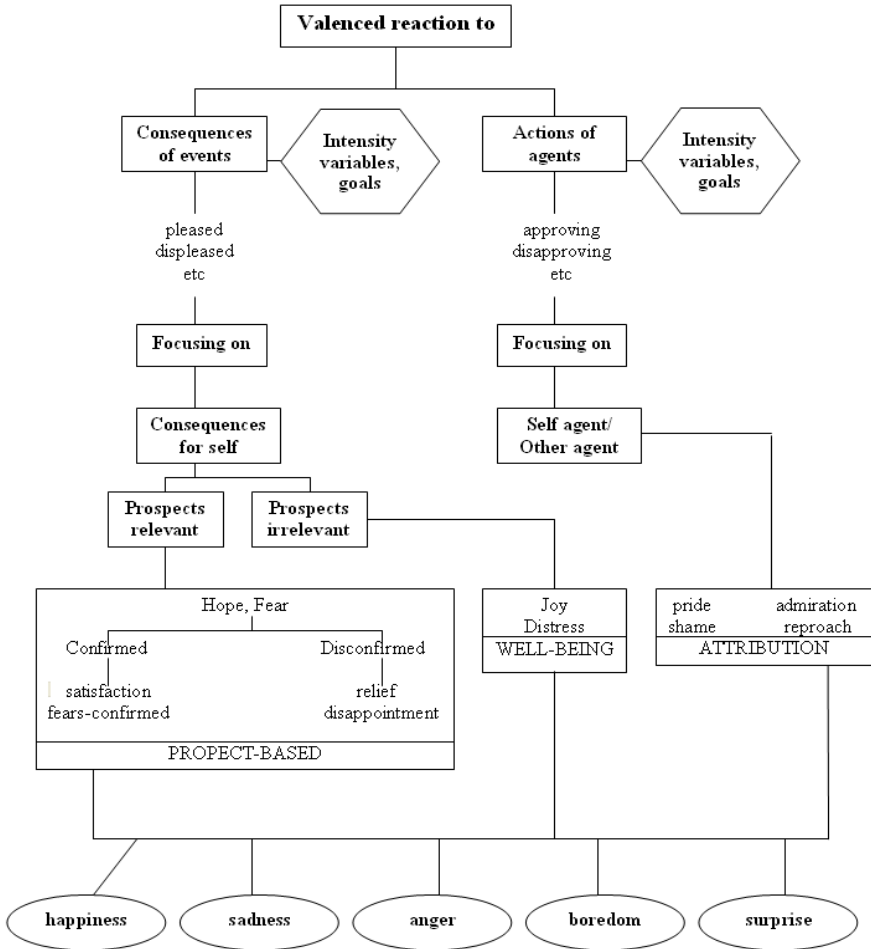 Valenced reaction to
Consequences
of events
Intensity
variables,
goals
Actions of
agents
Intensity
variables,
goals
pleased
displeased
etc
approving
disapproving
etc
Focusing on
Focusing on
Consequences
for self
Self agent/
Other agent
Prospects
relevant
Prospects
irrelevant
Hope, Fear
Confirmed
Disconfirmed
satisfaction
fears-confirmed
relief
disappointment
PROPECT-BASED
Joy
Distress
WELL-BEING
pride
shame
admiration
reproach
ATTRIBUTION
happiness
sadness
anger
boredom
surprise